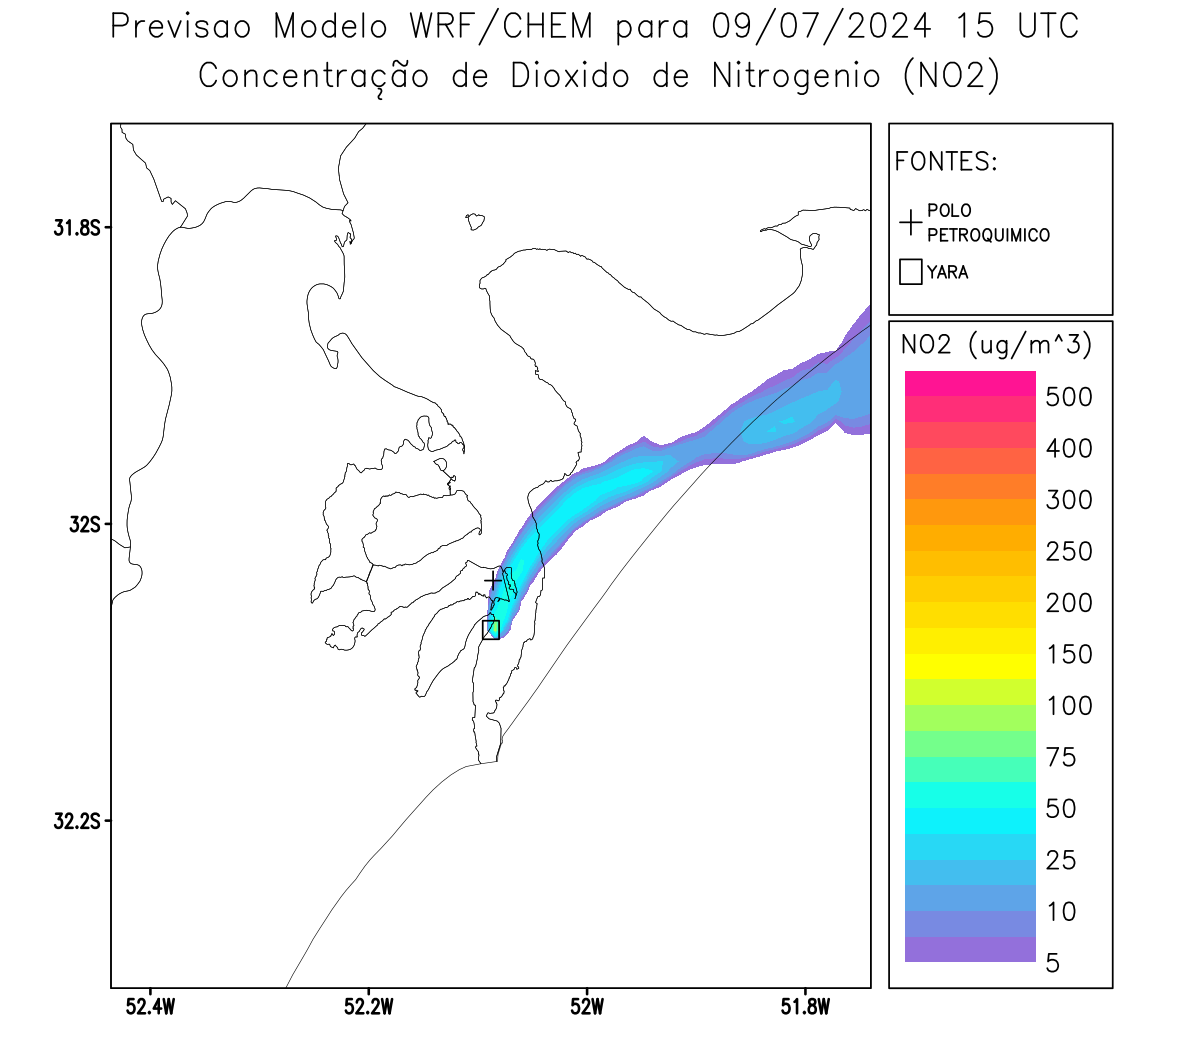 Previsao Modelo WRF/CHEM para 09/07/2024 15 UTC
Concentração de Dioxido de Nitrogenio (NO2)
FONTES:
POLO
PETROQUIMICO
YARA
NO2 (ug/m^3)
500
400
300
250
200
150
100
75
50
25
10
5
31.8S
32S
32.2S
52.4W
52.2W
52W
51.8W